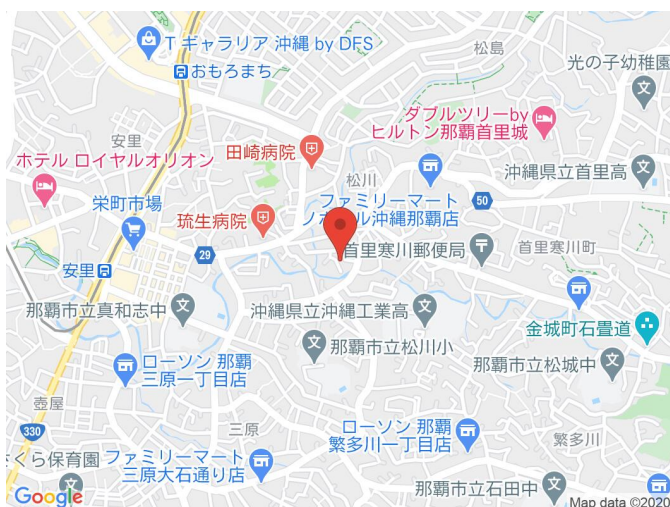 T ギャラリア 沖縄 by DFS
おもろまち
松島
光の子幼稚園
文
ダブルツリーby
ヒルトン那覇首里城
安里
田崎病院
ホテル ロイヤルオリオン
松川
沖縄県立首里高
ファミリーマート
ノボテル沖縄那覇店
50
栄町市場
琉生病院
29
首里寒川郵便局
首里寒川町
安里
那覇市立真和志中
文
沖縄県立沖縄工業高
文
金城町石畳道
文
那覇市立松川小
那覇市立松城中
文
ローソン 那覇
三原一丁目店
壺屋
330
三原
ローソン 那覇
繁多川一丁目店
繁多川
さくら保育園
文
ファミリーマート
三原大石通り店
那覇市立石田中
文
Google
Map data ©2020